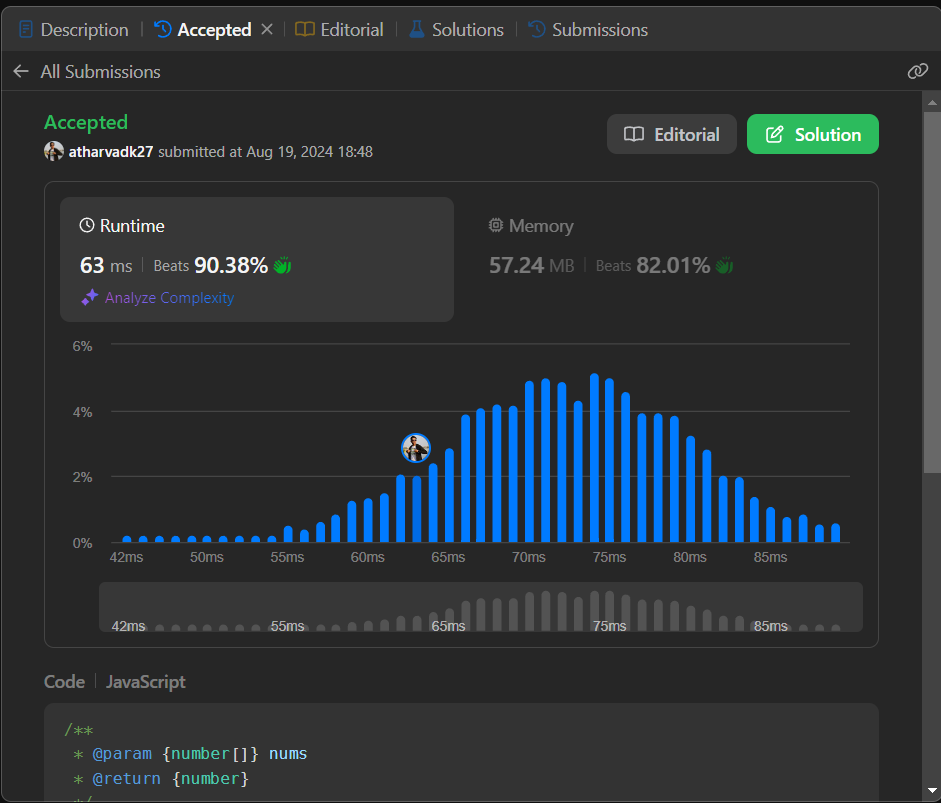 Description | Accepted × | Editorial | Solutions | Submissions
All Submissions
Accepted
atharvadk27 submitted at Aug 19, 2024 18:48
Editorial
Solution
Runtime
63 ms | Beats 90.38%
Analyze Complexity
Memory
57.24 MB | Beats 82.01%
6%
4%
2%
0%
42ms 50ms 55ms 60ms 65ms 70ms 75ms 80ms 85ms
42ms 55ms 65ms 75ms 85ms
Code | JavaScript
/**
* @param {number[]} nums
* @return {number}
*/